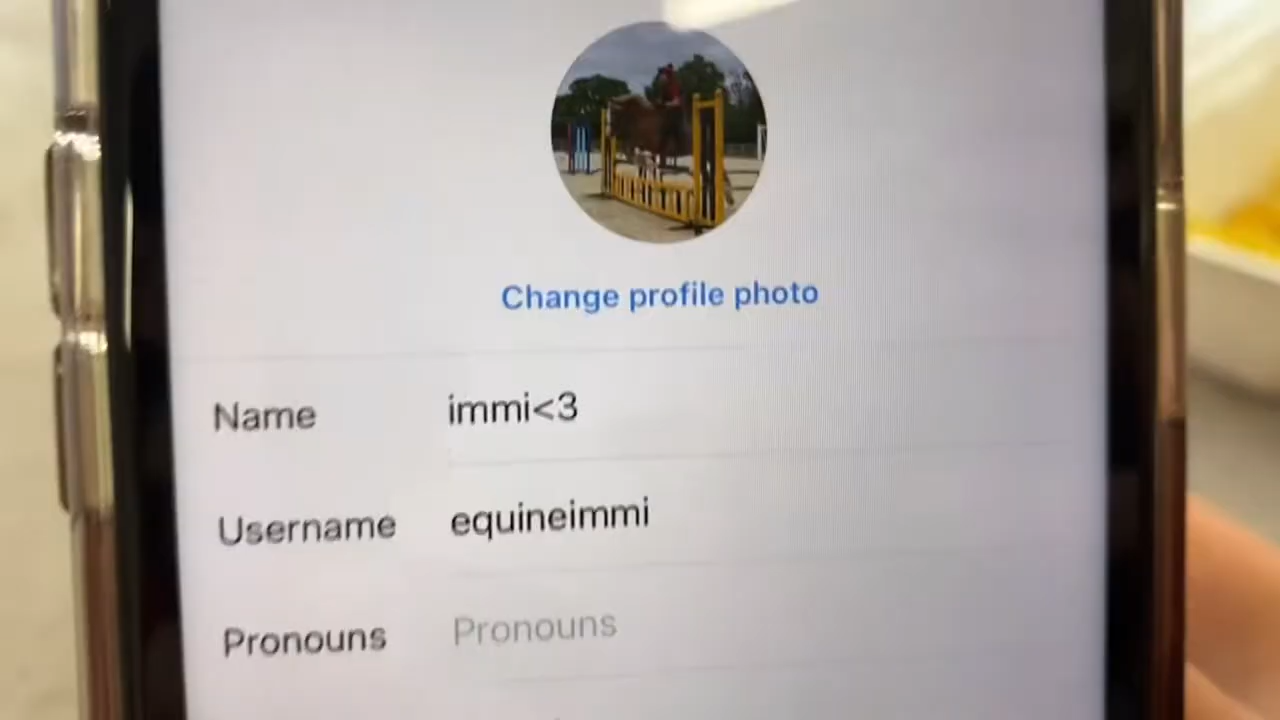 Change profile photo
Name immi<3
Username equineimmi
Pronouns Pronouns